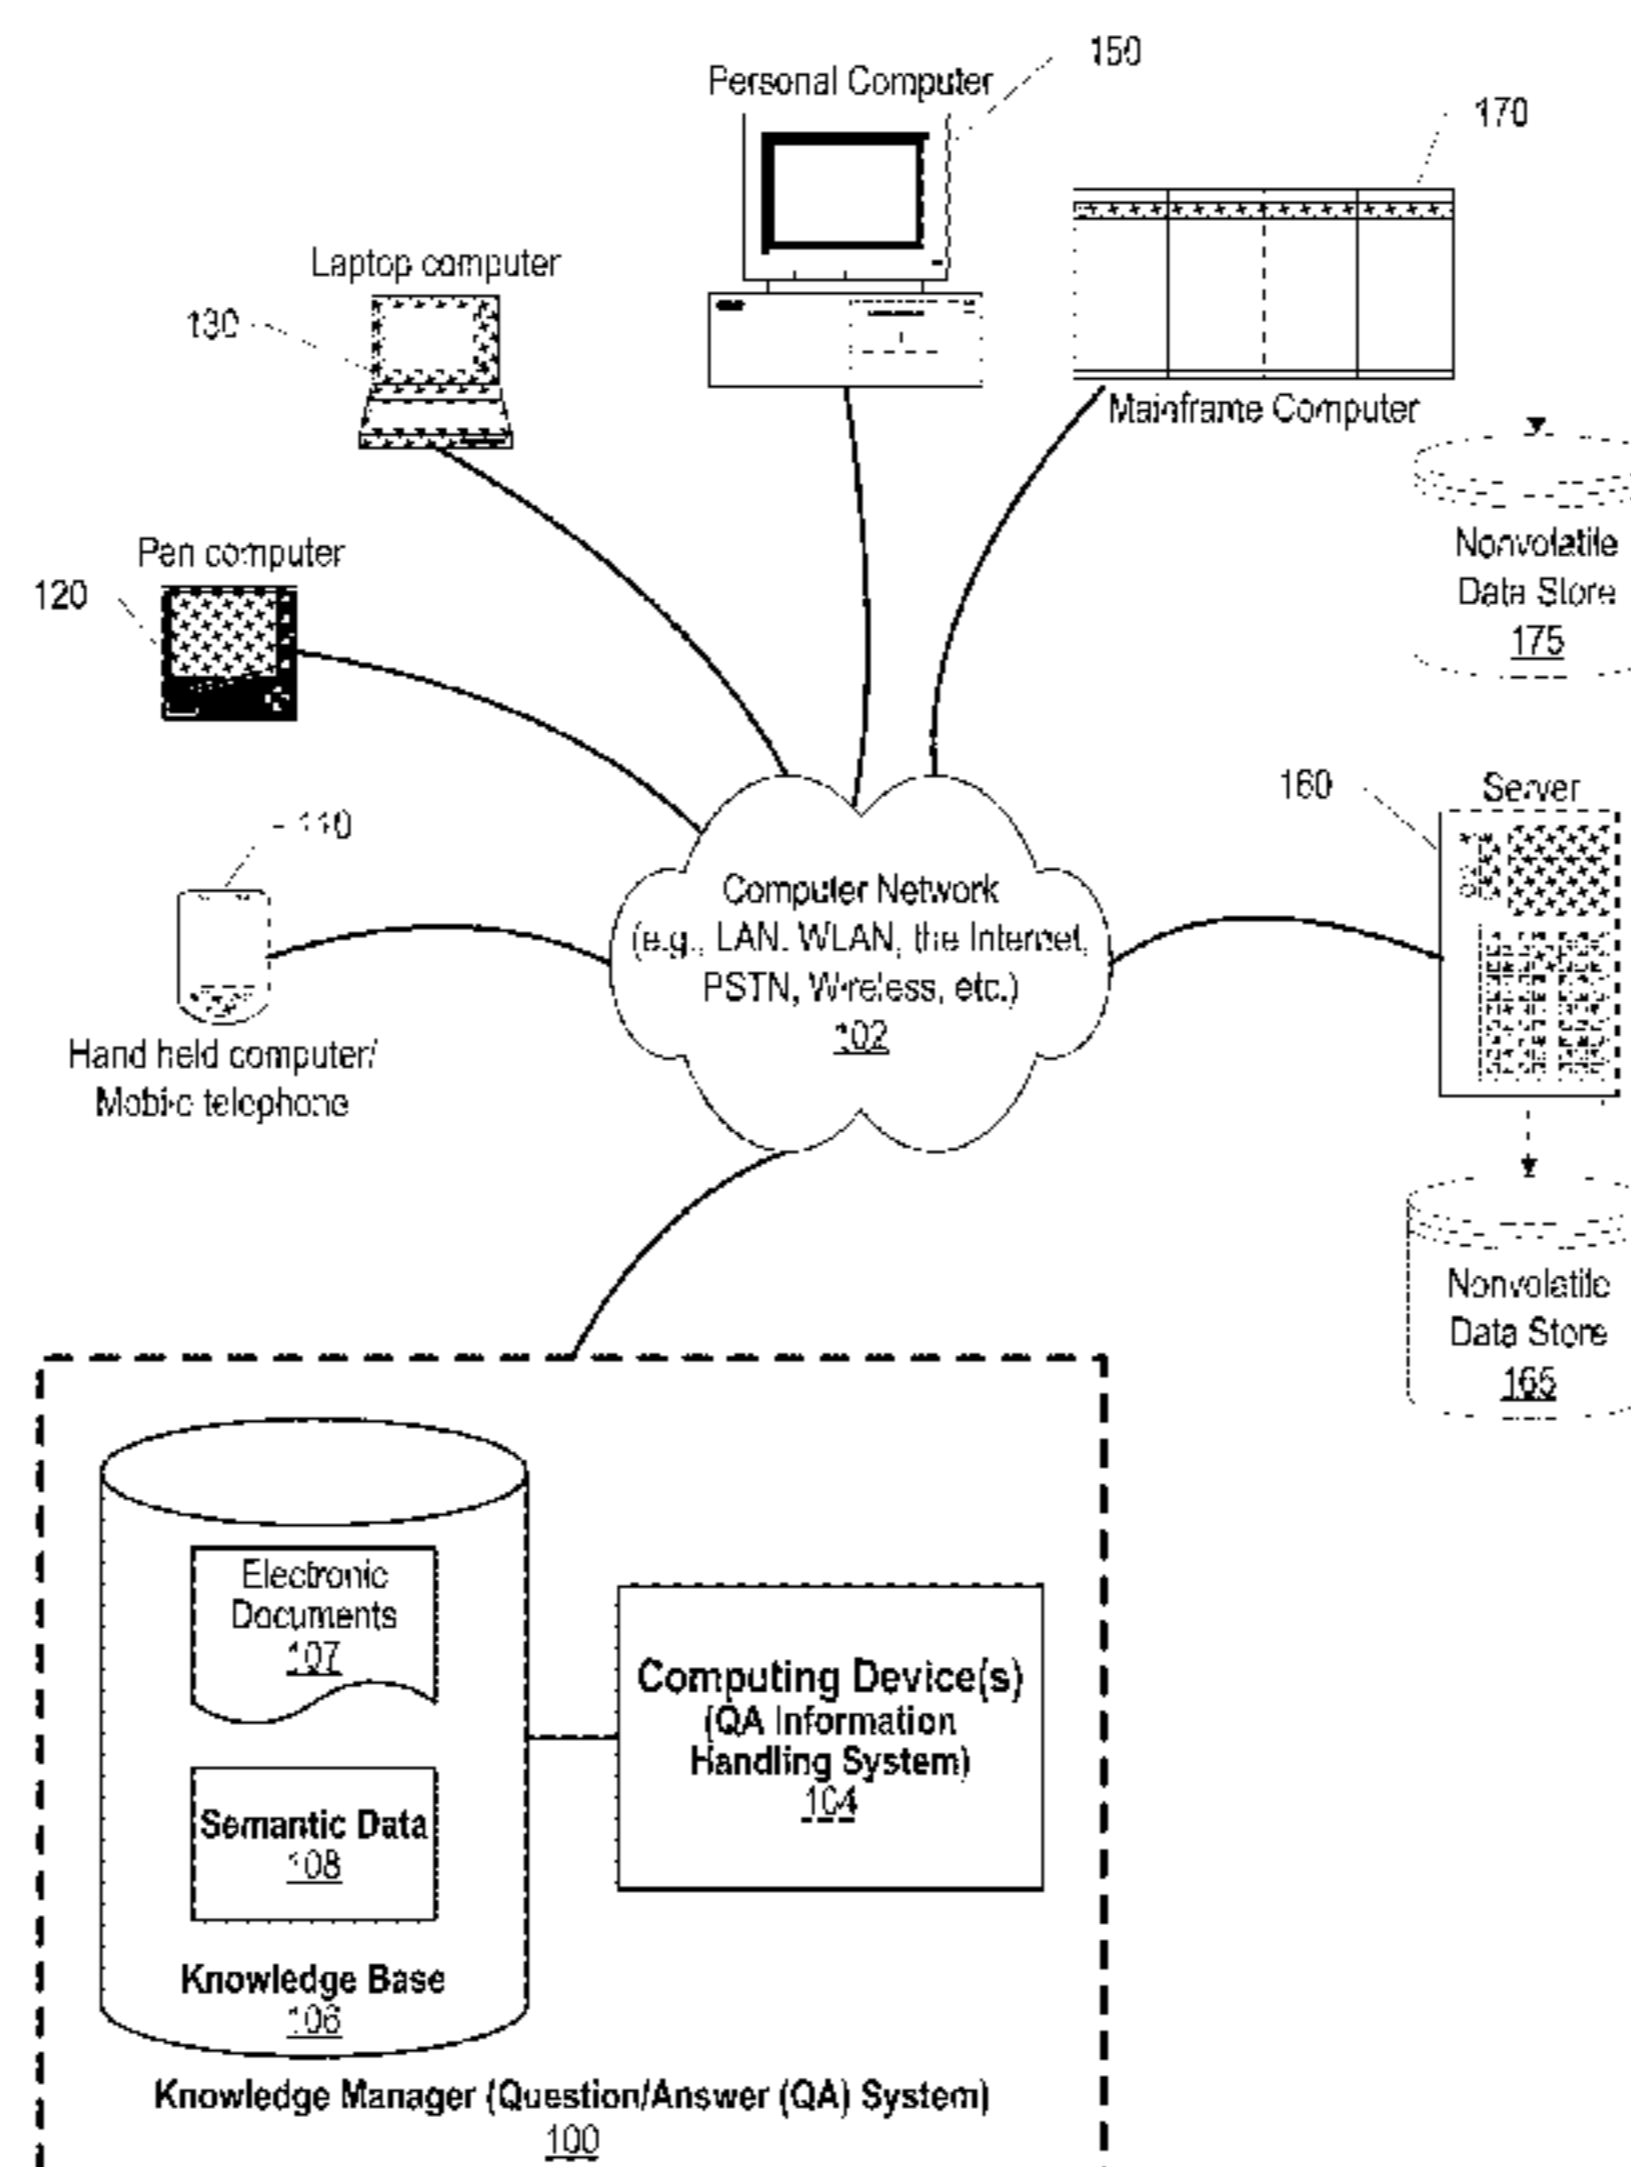 150
Personal Computer
170
Laptop computer
130
Mainframe Computer
Pen computer
120
Nonvolatile
Data Store
175
160
Server
110
Computer Network
(e.g., LAN, WLAN, the Internet,
PSTN, Wireless, etc.)
102
Hand held computer/
Mobile telephone
Nonvolatile
Data Store
165
Electronic
Documents
107
Computing Device(s)
(QA Information
Handling System)
104
Semantic Data
108
Knowledge Base
106
Knowledge Manager (Question/Answer (QA) System)
100